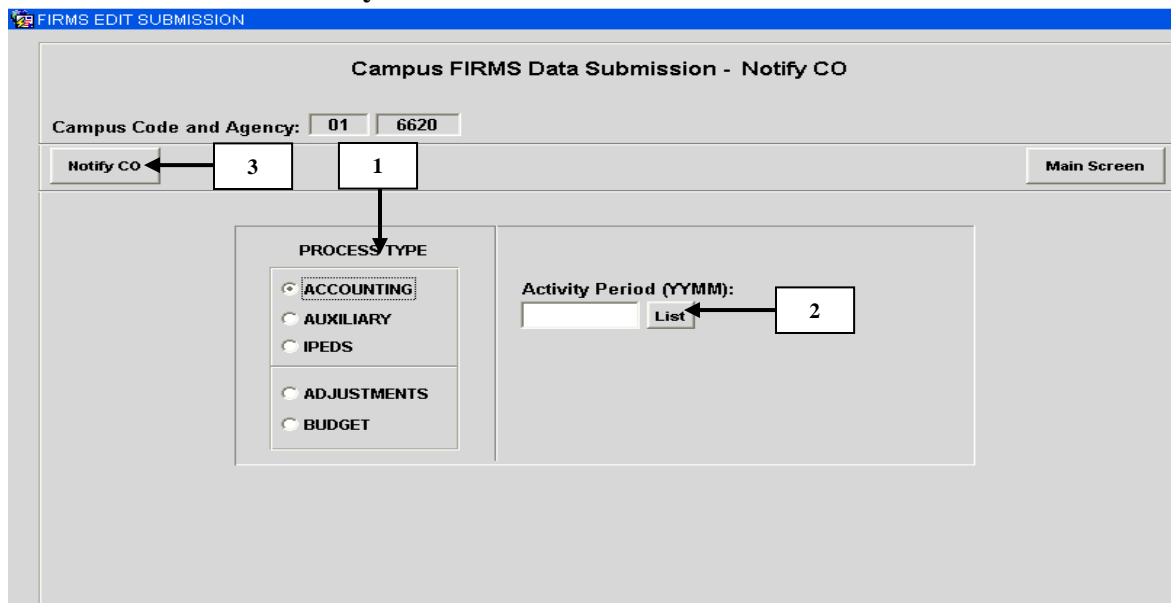 FIRMS EDIT SUBMISSION
Campus FIRMS Data Submission - Notify CO
Campus Code and Agency: 01 6620
Notify CO 3 1 Main Screen
PROCESS TYPE
ACCOUNTING
AUXILIARY
IPEDS
ADJUSTMENTS
BUDGET
Activity Period (YYMM):
List 2